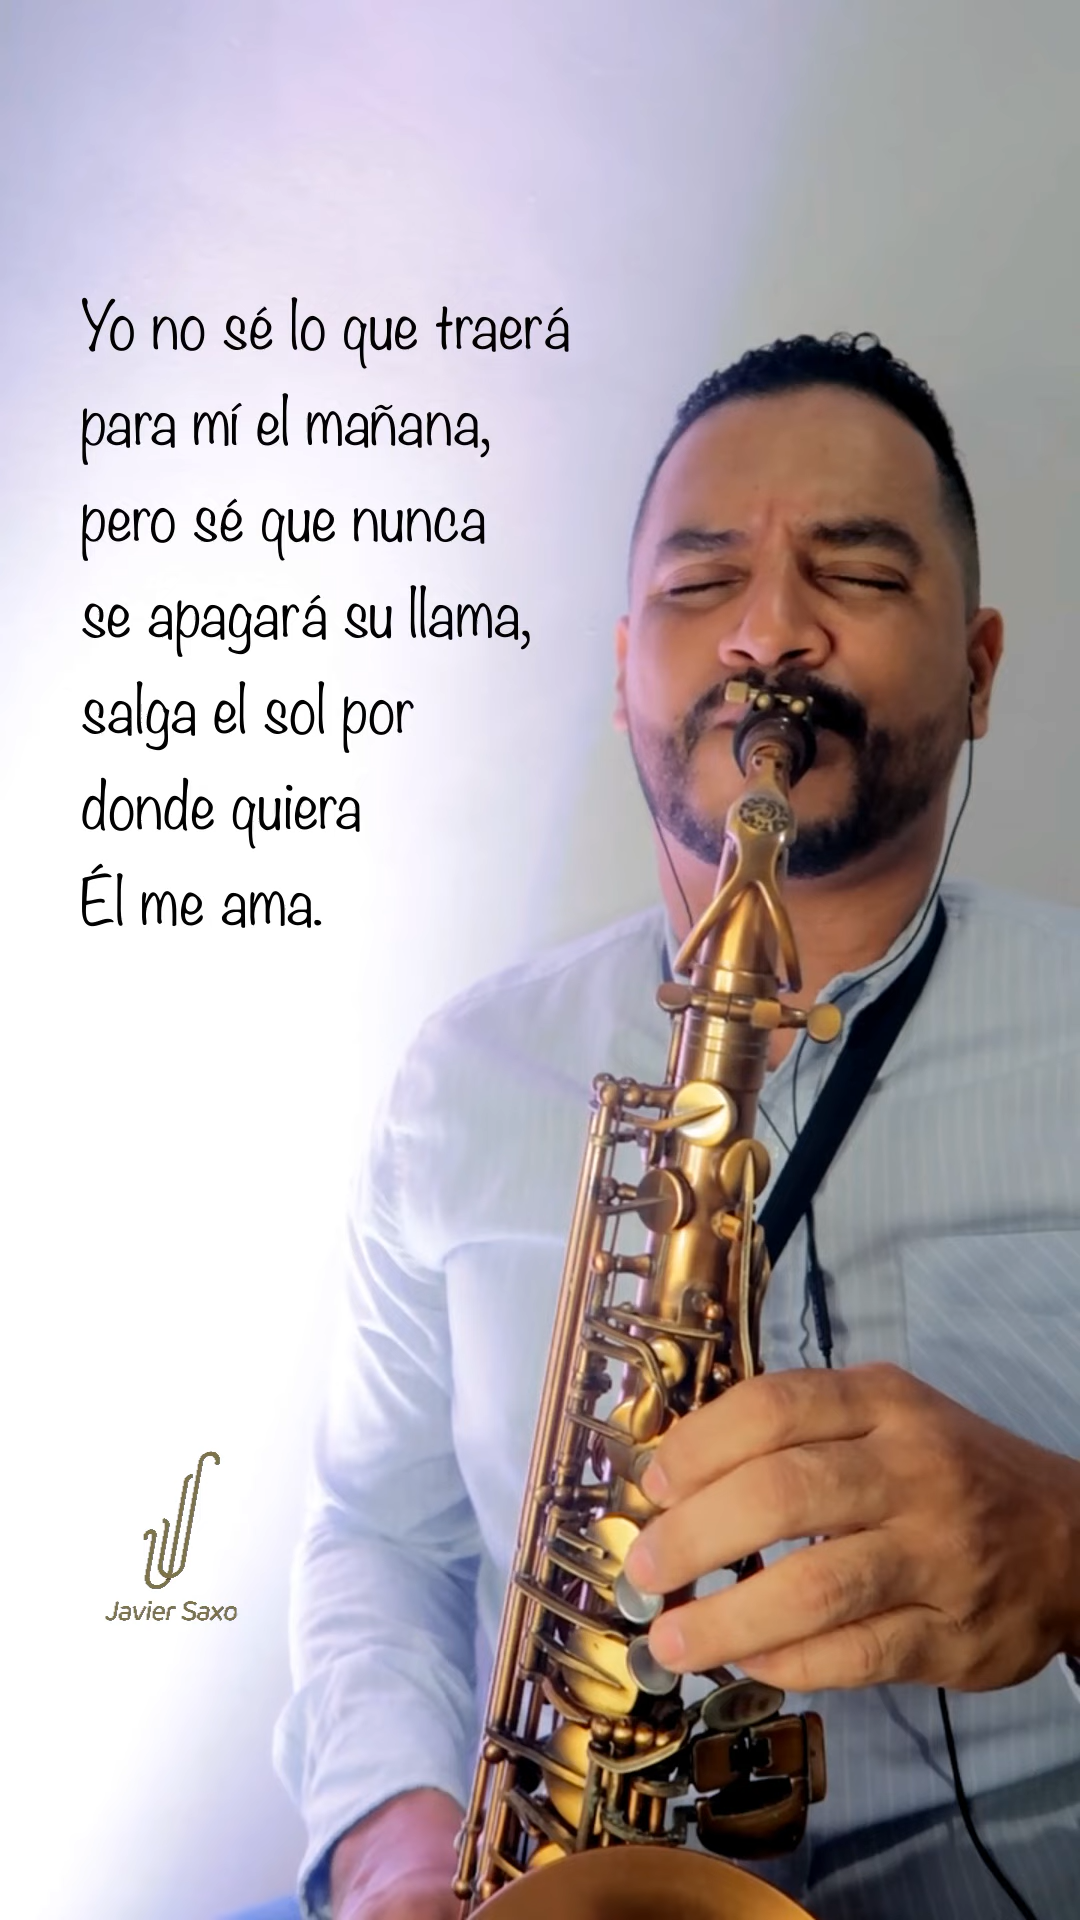 Yo no sé lo que traerá
para mí el mañana,
pero sé que nunca
se apagará su llama,
salga el sol por
donde quiera
Él me ama.
Javier Saxo